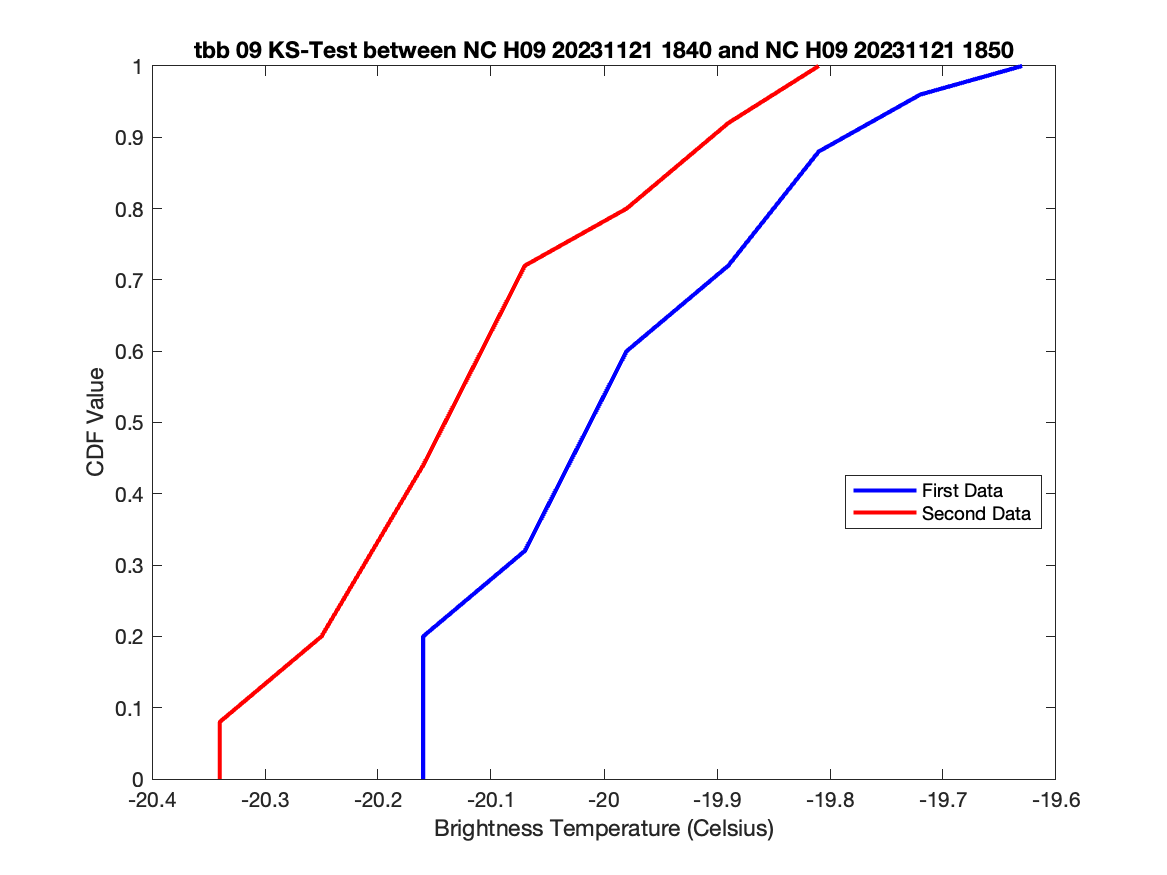 tbb 09 KS-Test between NC H09 20231121 1840 and NC H09 20231121 1850
1
0.9
0.8
0.7
0.6
0.5
0.4
0.3
0.2
0.1
0
CDF Value
First Data
Second Data
-20.4 -20.3 -20.2 -20.1 -20 -19.9 -19.8 -19.7 -19.6
Brightness Temperature (Celsius)